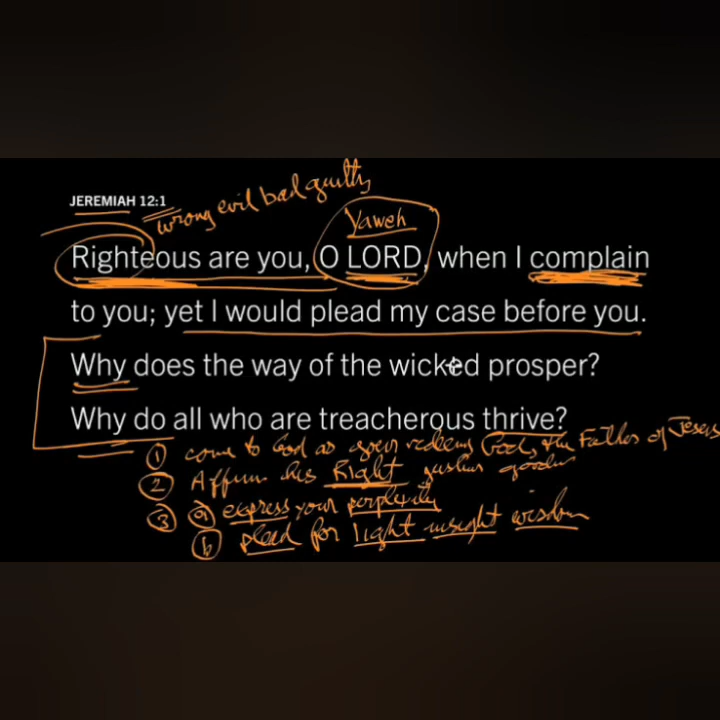 JEREMIAH 12:1
wrong evil bad guilty
Yaweh
Righteous are you, O LORD, when I complain
to you; yet I would plead my case before you.
Why does the way of the wicked prosper?
Why do all who are treacherous thrive?
① come to God as your redeeming God, the Father of Jesus
② Affirm his Right justness goodness
③ ⓐ express your perplexity
ⓑ plead for light insight wisdom